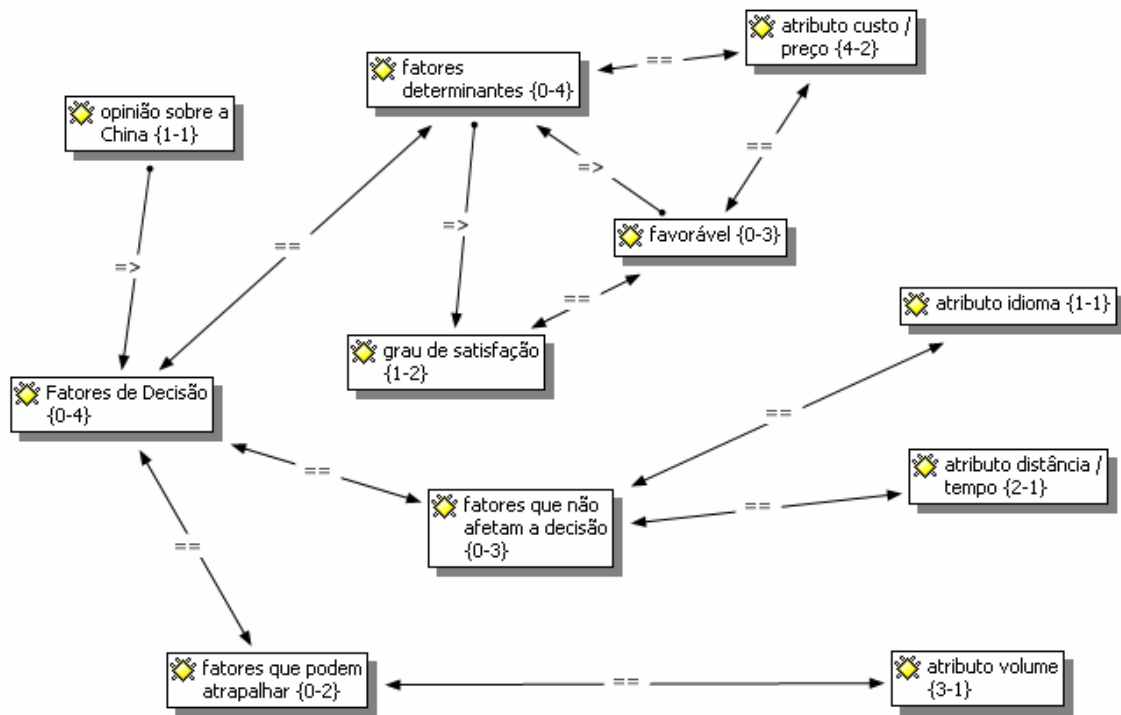 atributo custo /
preço {4-2}
fatores
determinantes {0-4}
==
opinião sobre a
China {1-1}
==
=>
=>
favorável {0-3}
==
=>
==
atributo idioma {1-1}
grau de satisfação
{1-2}
Fatores de Decisão
{0-4}
==
==
atributo distância /
tempo {2-1}
fatores que não
afetam a decisão
{0-3}
==
==
fatores que podem
atrapalhar {0-2}
==
atributo volume
{3-1}